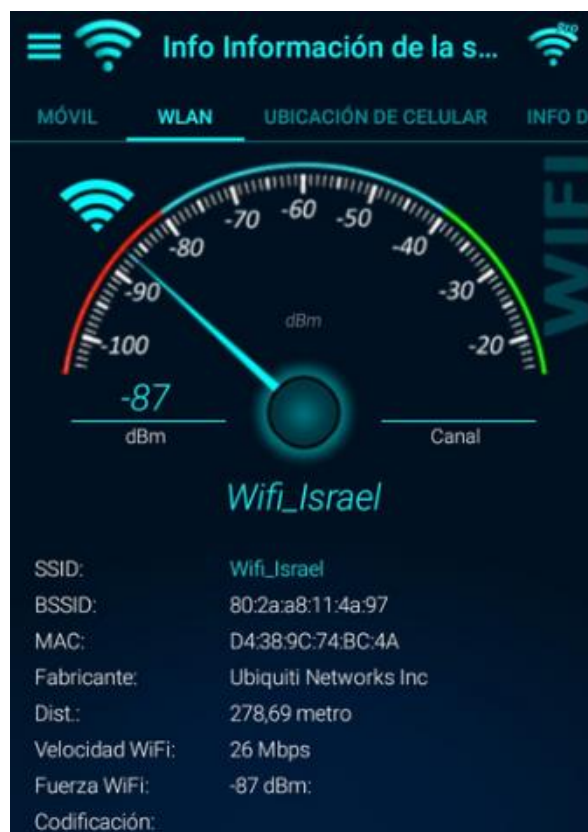 Info Información de la s...
Pro
MÓVIL WLAN UBICACIÓN DE CELULAR INFO D
WIFI
-100 -90 -80 -70 -60 -50 -40 -30 -20
dBm
-87
dBm Canal
Wifi_Israel
SSID: Wifi_Israel
BSSID: 80:2a:a8:11:4a:97
MAC: D4:38:9C:74:BC:4A
Fabricante: Ubiquiti Networks Inc
Dist.: 278,69 metro
Velocidad WiFi: 26 Mbps
Fuerza WiFi: -87 dBm:
Codificación: